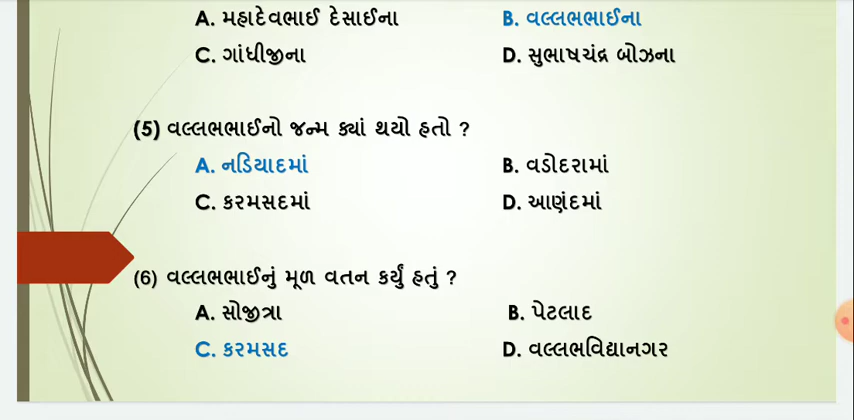 A. મહાદેવભાઈ દેસાઈના B. વલ્લભભાઈના
C. ગાંધીજીના D. સુભાષચંદ્ર બોઝના
(5) વલ્લભભાઈનો જન્મ ક્યાં થયો હતો ?
A. નડિયાદમાં B. વડોદરામાં
C. કરમસદમાં D. આણંદમાં
(6) વલ્લભભાઈનું મૂળ વતન કર્યું હતું ?
A. સોજીત્રા B. પેટલાદ
C. કરમસદ D. વલ્લભવિદ્યાનગર